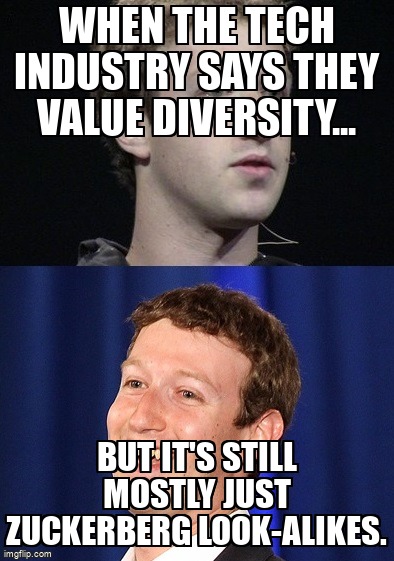 WHEN THE TECH
INDUSTRY SAYS THEY
VALUE DIVERSITY...
BUT IT'S STILL
MOSTLY JUST
ZUCKERBERG LOOK-ALIKES.
imgflip.com